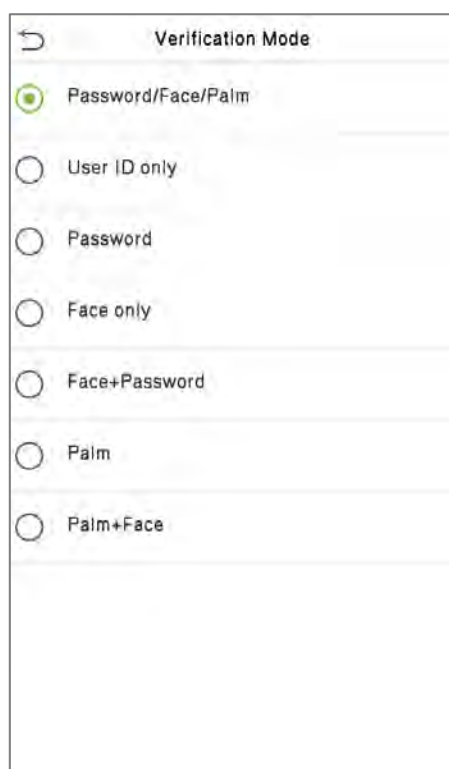 Verification Mode
Password/Face/Palm
User ID only
Password
Face only
Face+Password
Palm
Palm+Face